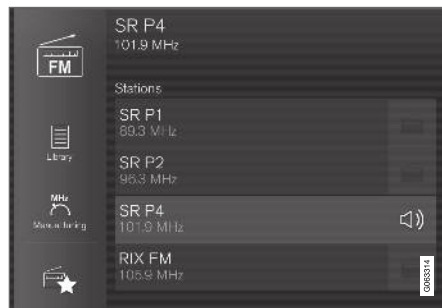 SR P4
101.9 MHz
FM
Stations
SR P1
89.3 MHz
Library
SR P2
96.3 MHz
MHz
Manual tuning
SR P4
101.9 MHz
RIX FM
105.9 MHz
G063314